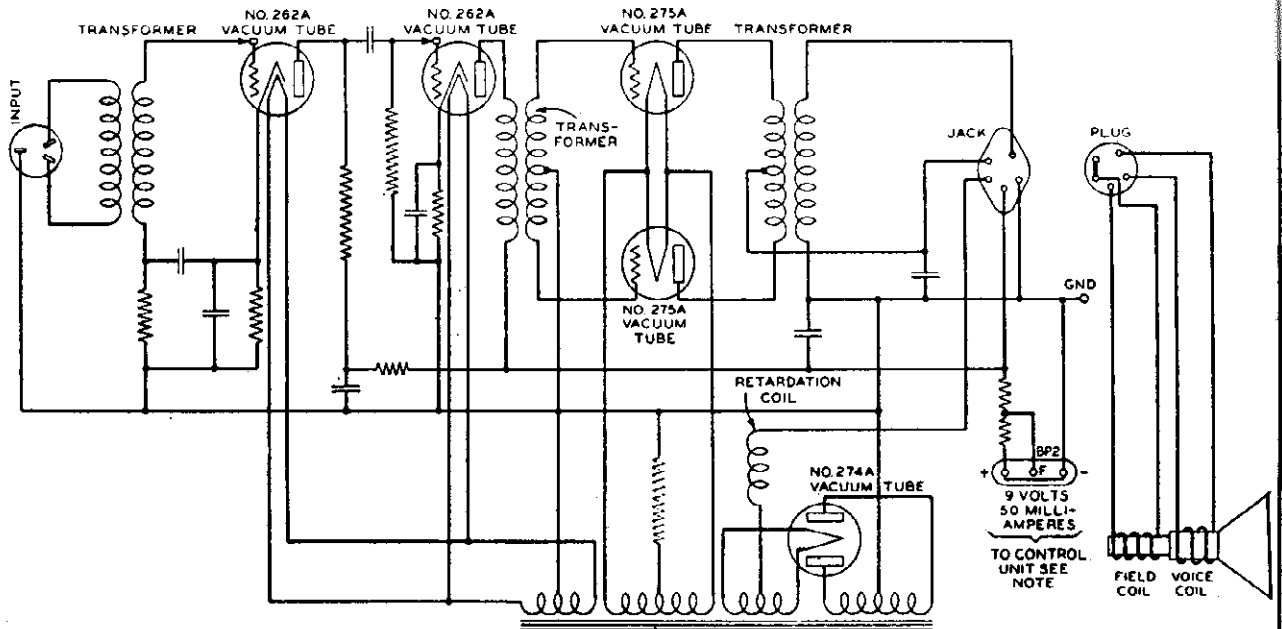 NO. 262A
VACUUM TUBE
NO. 262A
VACUUM TUBE
NO. 275A
VACUUM TUBE
TRANSFORMER
TRANSFORMER
INPUT
TRANS-
FORMER
JACK
PLUG
GND
NO. 275A
VACUUM
TUBE
RETARDATION
COIL
NO. 274A
VACUUM TUBE
BP2
+ F -
9 VOLTS
50 MILLI-
AMPERES
TO CONTROL
UNIT SEE
NOTE
FIELD
COIL
VOICE
COIL